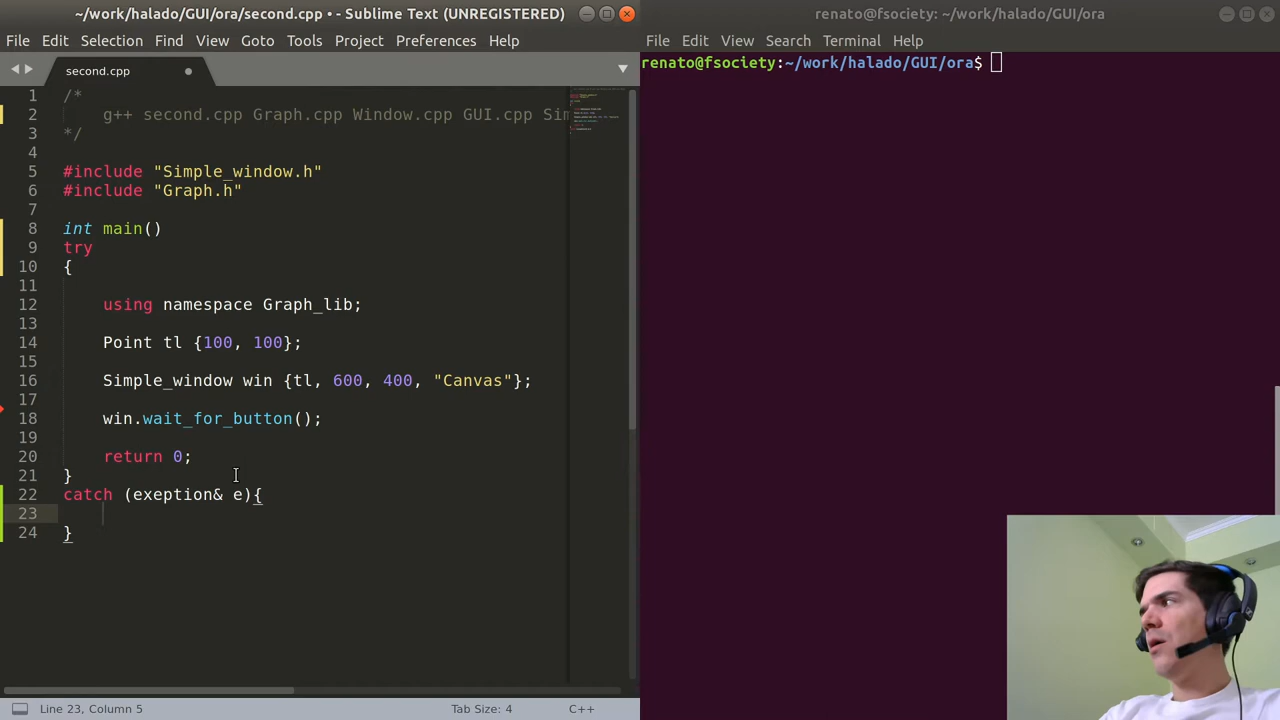 ~/work/halado/GUI/ora/second.cpp • - Sublime Text (UNREGISTERED)
File Edit Selection Find View Goto Tools Project Preferences Help
second.cpp
1 /*
2 g++ second.cpp Graph.cpp Window.cpp GUI.cpp Sim
3 */
4
5 #include "Simple_window.h"
6 #include "Graph.h"
7
8 int main()
9 try
10 {
11
12 using namespace Graph_lib;
13
14 Point tl {100, 100};
15
16 Simple_window win {tl, 600, 400, "Canvas"};
17
18 win.wait_for_button();
19
20 return 0;
21 }
22 catch (exeption& e){
23
24 }
Line 23, Column 5
Tab Size: 4
C++
renato@fsociety: ~/work/halado/GUI/ora
File Edit View Search Terminal Help
renato@fsociety:~/work/halado/GUI/ora$